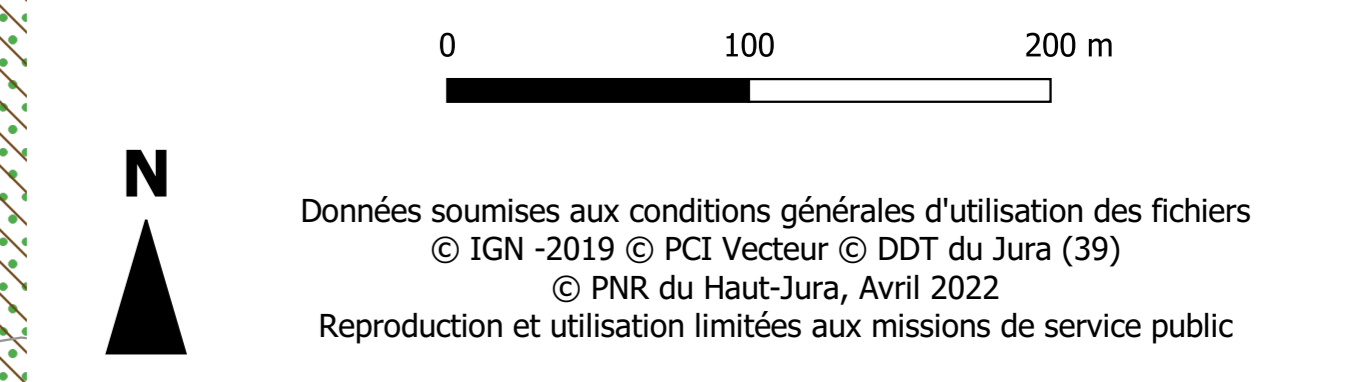 0 100 200 m
N
Données soumises aux conditions générales d'utilisation des fichiers
© IGN -2019 © PCI Vecteur © DDT du Jura (39)
© PNR du Haut-Jura, Avril 2022
Reproduction et utilisation limitées aux missions de service public